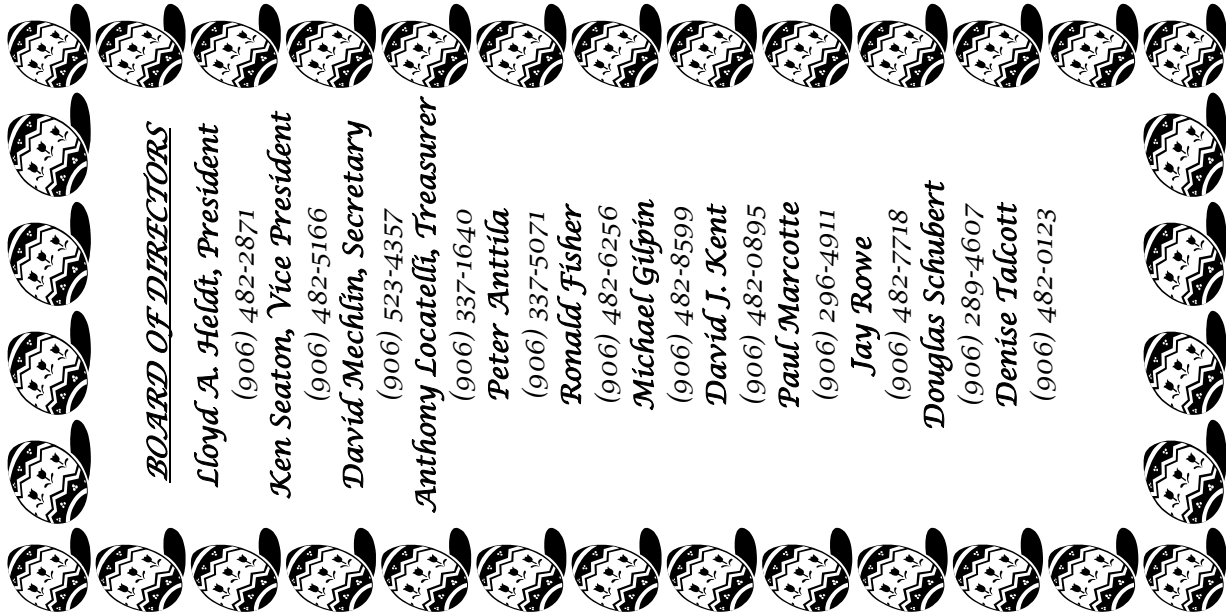 BOARD OF DIRECTORS
Lloyd A. Heldt, President
(906) 482-2871
Ken Seaton, Vice President
(906) 482-5166
David Mechlin, Secretary
(906) 523-4357
Anthony Locatelli, Treasurer
(906) 337-1640
Peter Anttila
(906) 337-5071
Ronald Fisher
(906) 482-6256
Michael Gilpin
(906) 482-8599
David J. Kent
(906) 482-0895
Paul Marcotte
(906) 296-4911
Jay Rowe
(906) 482-7718
Douglas Schubert
(906) 289-4607
Denise Talcott
(906) 482-0123